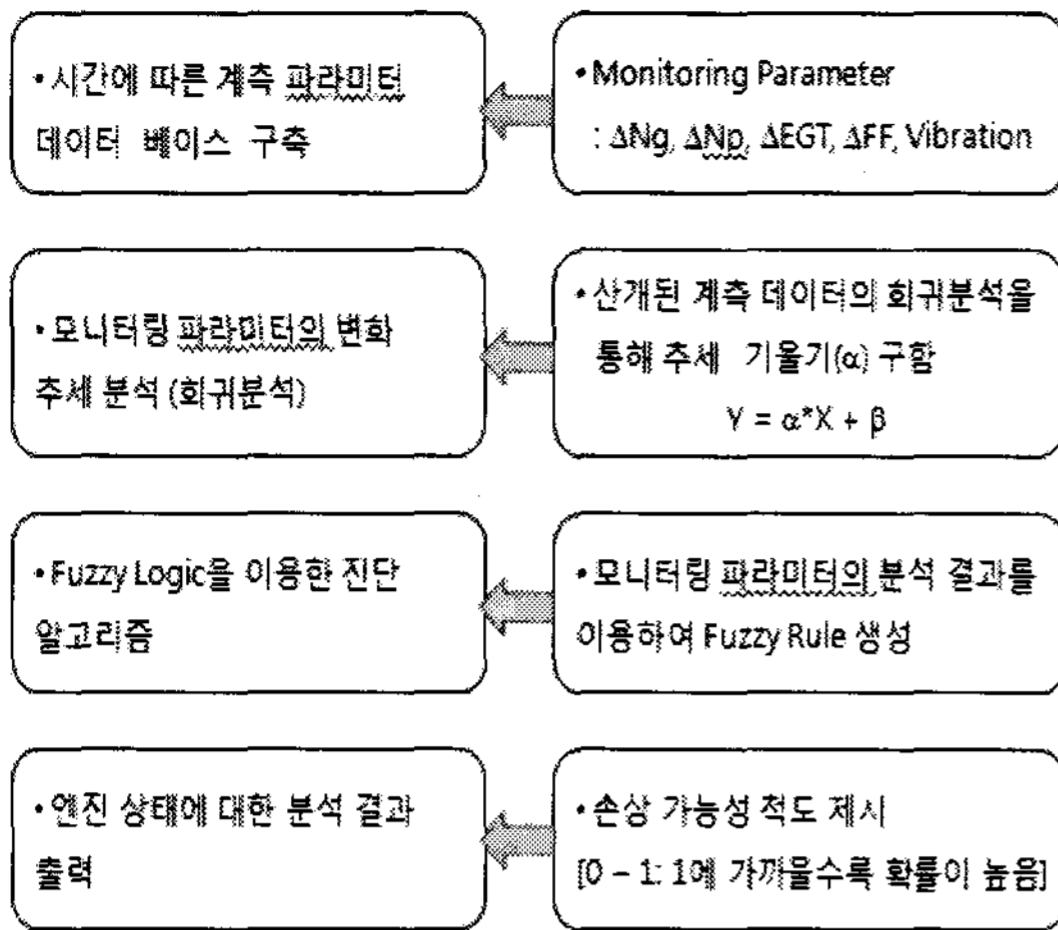 • 시간에 따른 계측 파라미터
데이터 베이스 구축
• Monitoring Parameter
: ΔNg, ΔNp, ΔEGT, ΔFF, Vibration
• 모니터링 파라미터의 변화
추세 분석 (회귀분석)
• 산개된 계측 데이터의 회귀분석을
통해 추세 기울기(α) 구함
Y = α*X + β
• Fuzzy Logic을 이용한 진단
알고리즘
• 모니터링 파라미터의 분석 결과를
이용하여 Fuzzy Rule 생성
• 엔진 상태에 대한 분석 결과
출력
• 손상 가능성 척도 제시
[0 – 1: 1에 가까울수록 확률이 높음]